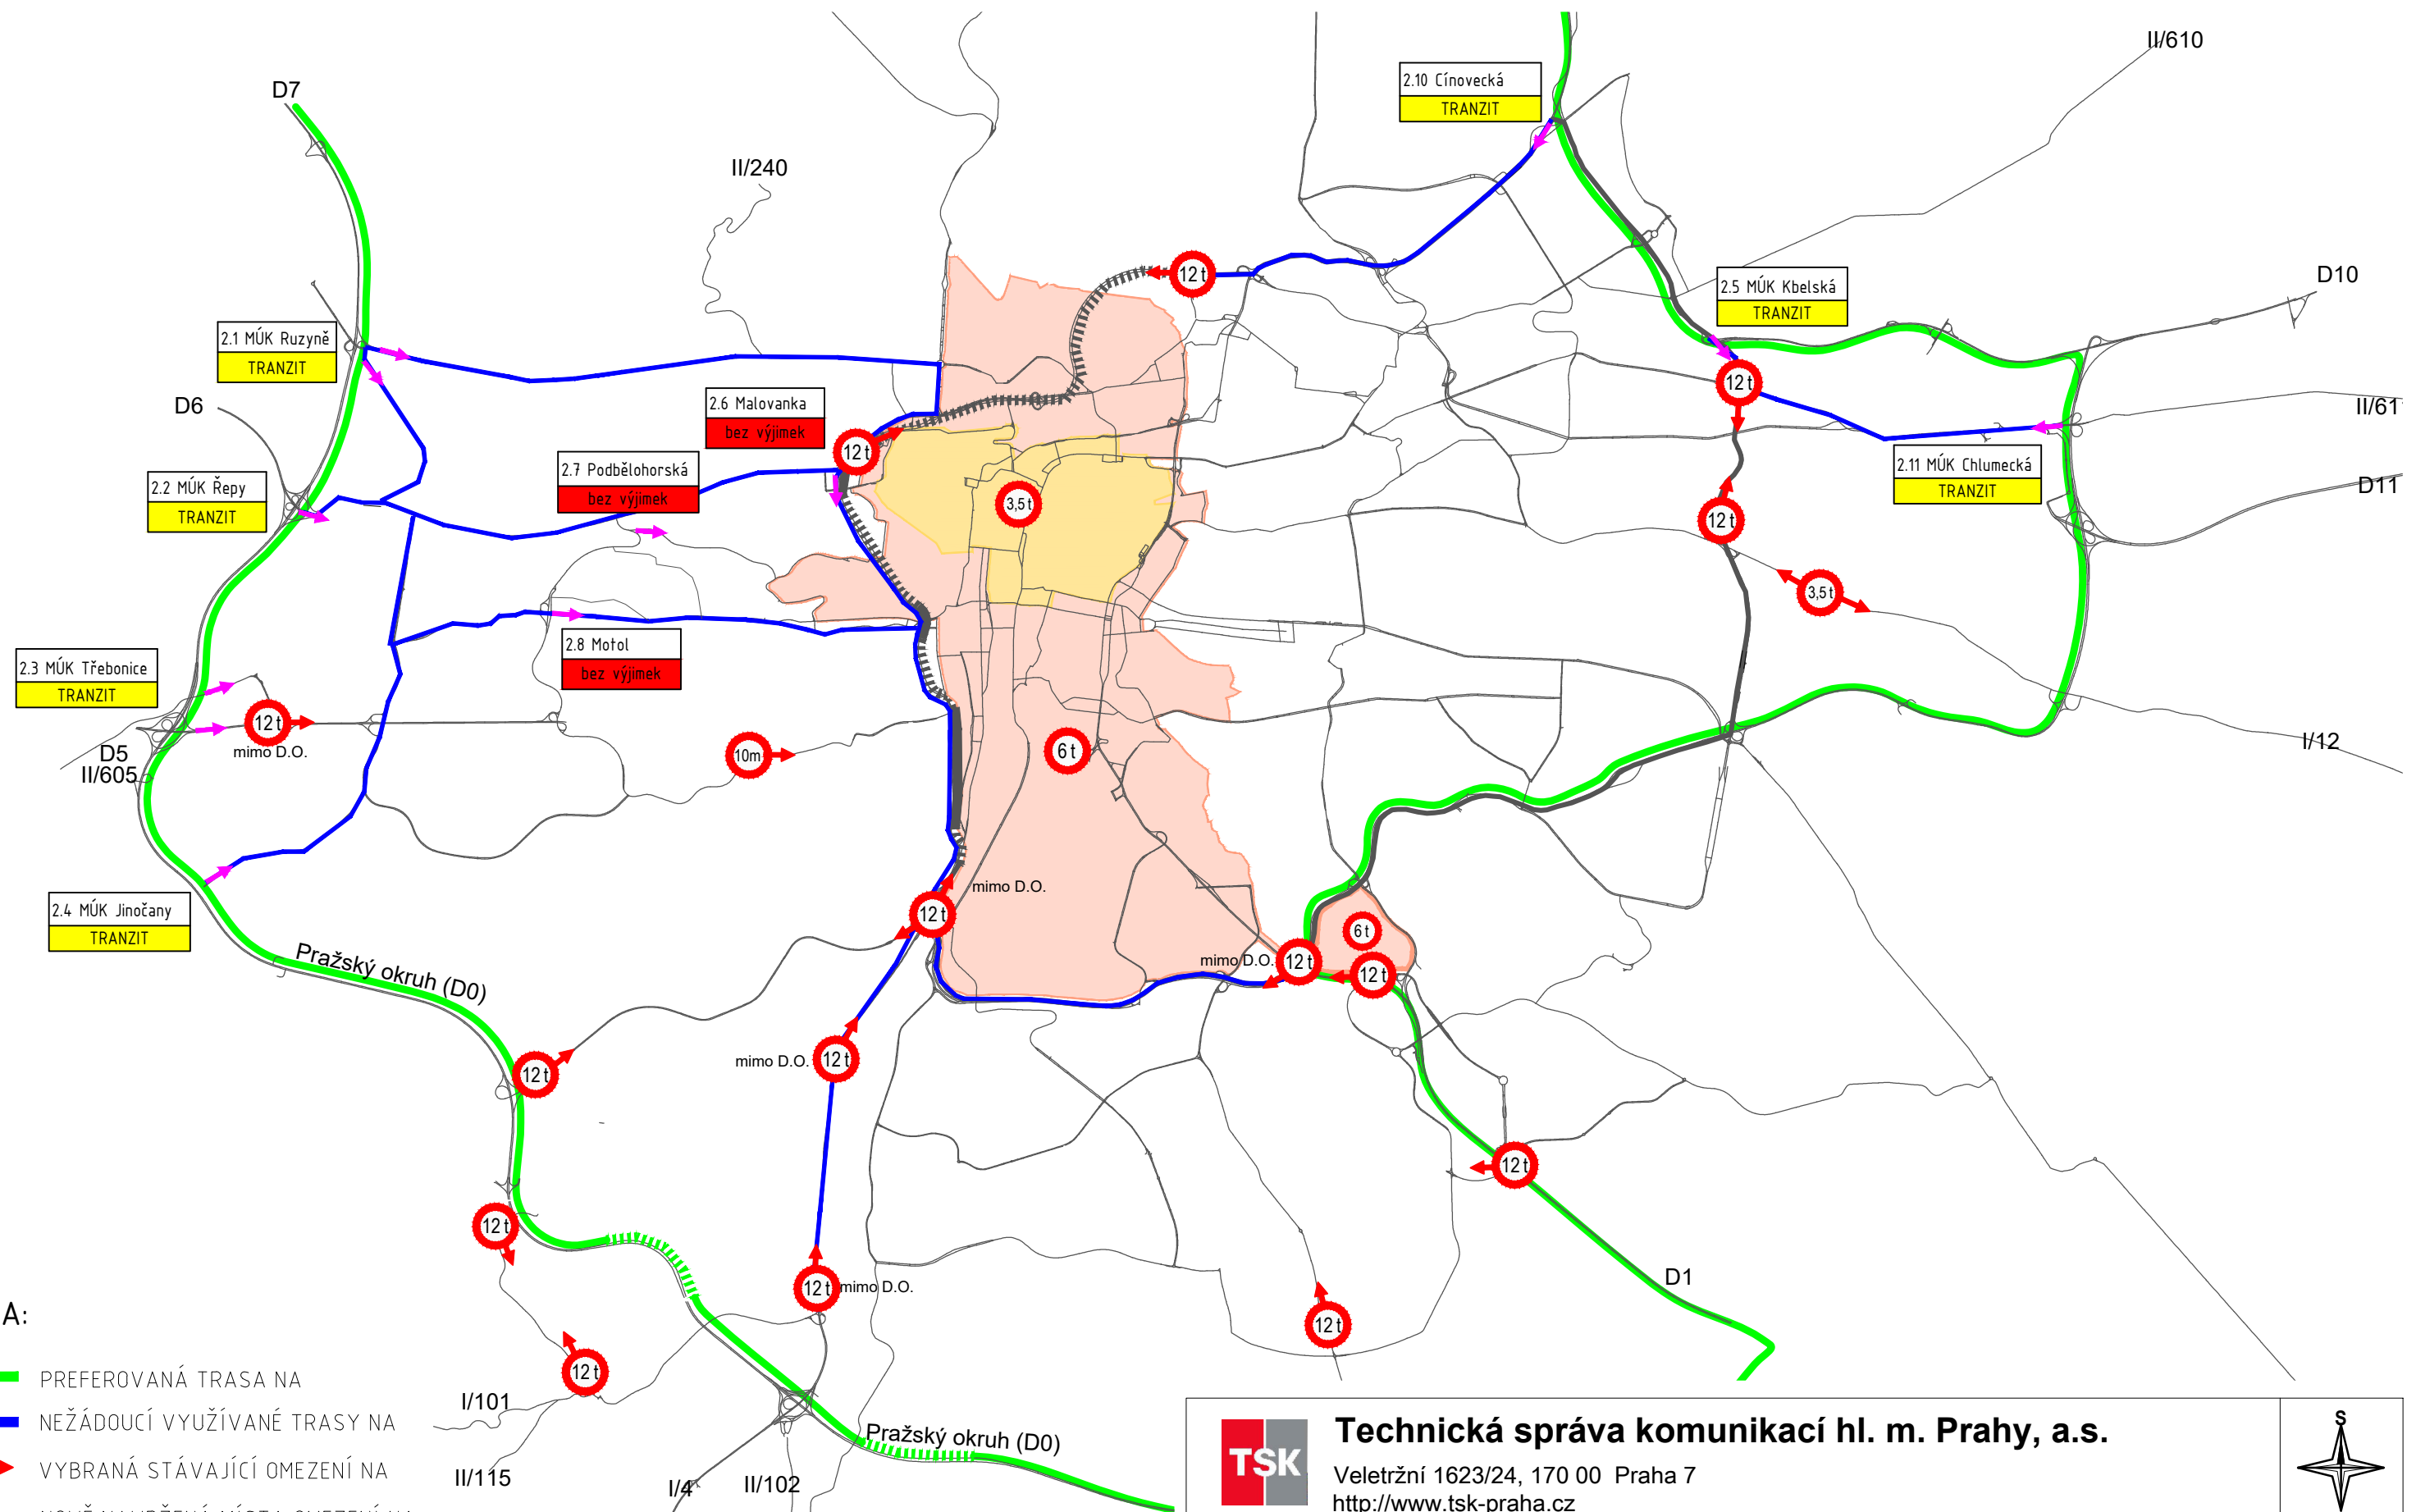 II/610
D7
2.10 Cínovecká
TRANZIT
II/240
12 t
D10
2.5 MÚK Kbelská
TRANZIT
2.1 MÚK Ruzyně
TRANZIT
12 t
D6
2.6 Malovanka
bez výjimek
II/61
12 t
2.7 Podbělohorská
bez výjimek
2.11 MÚK Chlumecká
TRANZIT
2.2 MÚK Řepy
TRANZIT
D11
3,5 t
12 t
3,5 t
2.8 Motol
bez výjimek
2.3 MÚK Třebonice
TRANZIT
12 t
mimo D.O.
D5
II/605
10m
6 t
I/12
mimo D.O.
12 t
2.4 MÚK Jinočany
TRANZIT
6 t
mimo D.O.
12 t
12 t
Pražský okruh (D0)
mimo D.O.
12 t
12 t
12 t
12 t
12 t
mimo D.O.
D1
12 t
12 t
A:
PREFEROVANÁ TRASA NA
NEŽÁDOUCÍ VYUŽÍVANÉ TRASY NA
VYBRANÁ STÁVAJÍCÍ OMEZENÍ NA
I/101
II/115
I/4
II/102
Pražský okruh (D0)
TSK
Technická správa komunikací hl. m. Prahy, a.s.
Veletržní 1623/24, 170 00 Praha 7
http://www.tsk-praha.cz
S